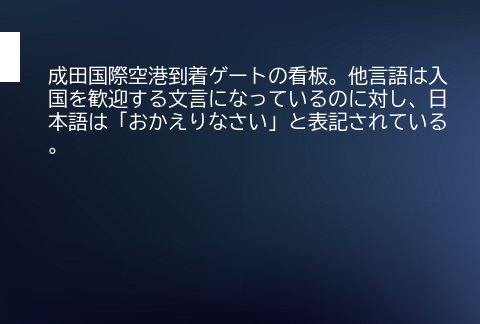 成田国際空港到着ゲートの看板。他言語は入
国を歓迎する文言になっているのに対し、日
本語は「おかえりなさい」と表記されている
。